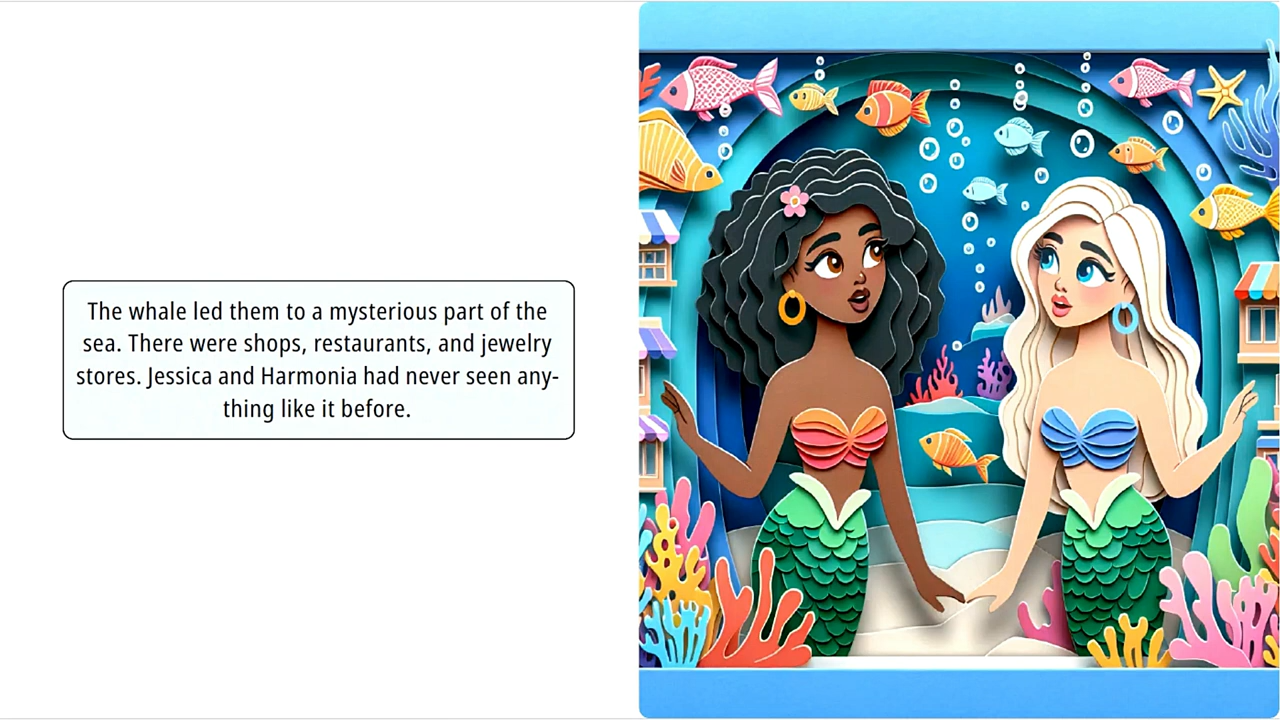 The whale led them to a mysterious part of the
sea. There were shops, restaurants, and jewelry
stores. Jessica and Harmonia had never seen any-
thing like it before.